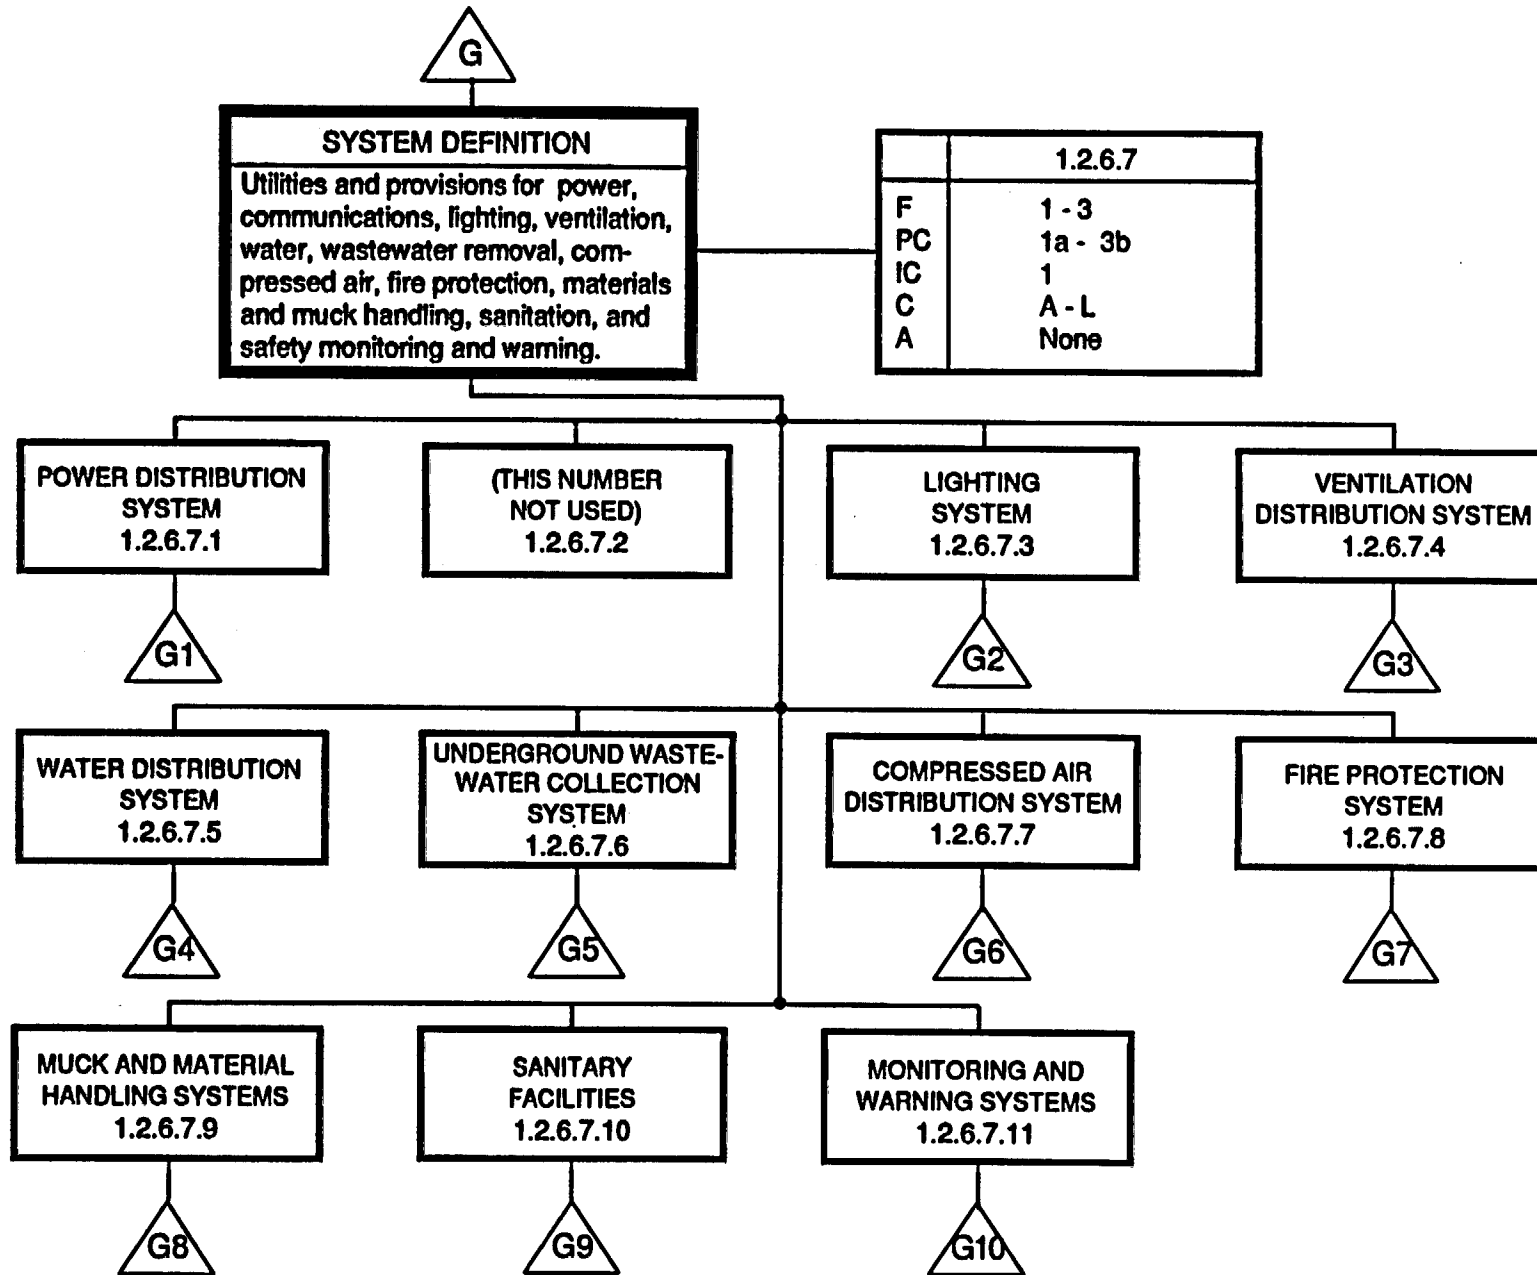 G
SYSTEM DEFINITION
Utilities and provisions for power,
communications, lighting, ventilation,
water, wastewater removal, com-
pressed air, fire protection, materials
and muck handling, sanitation, and
safety monitoring and warning.
1.2.6.7
F 1 - 3
PC 1a - 3b
IC 1
C A - L
A None
POWER DISTRIBUTION
SYSTEM
1.2.6.7.1
(THIS NUMBER
NOT USED)
1.2.6.7.2
LIGHTING
SYSTEM
1.2.6.7.3
VENTILATION
DISTRIBUTION SYSTEM
1.2.6.7.4
G1
G2
G3
WATER DISTRIBUTION
SYSTEM
1.2.6.7.5
UNDERGROUND WASTE-
WATER COLLECTION
SYSTEM
1.2.6.7.6
COMPRESSED AIR
DISTRIBUTION SYSTEM
1.2.6.7.7
FIRE PROTECTION
SYSTEM
1.2.6.7.8
G4
G5
G6
G7
MUCK AND MATERIAL
HANDLING SYSTEMS
1.2.6.7.9
SANITARY
FACILITIES
1.2.6.7.10
MONITORING AND
WARNING SYSTEMS
1.2.6.7.11
G8
G9
G10